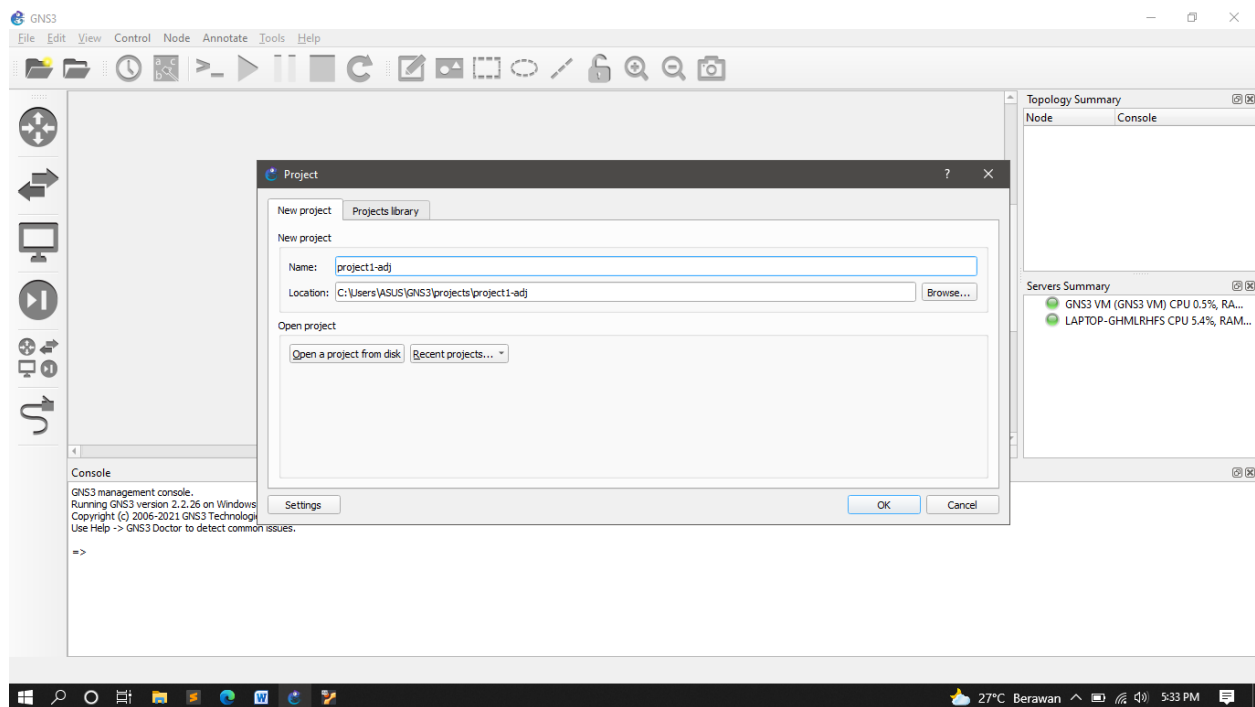 GNS3
File Edit View Control Node Annotate Tools Help
Topology Summary
Node Console
Project
New project Projects library
New project
Name: project1-adj
Location: C:\Users\ASUS\GNS3\projects\project1-adj Browse...
Open project
Open a project from disk Recent projects...
Settings OK Cancel
Servers Summary
GNS3 VM (GNS3 VM) CPU 0.5%, RA...
LAPTOP-GHMLRHFS CPU 5.4%, RAM...
Console
GNS3 management console.
Running GNS3 version 2.2.26 on Windows
Copyright (c) 2006-2021 GNS3 Technologi
Use Help -> GNS3 Doctor to detect common issues.
=>
27°C Berawan 5:33 PM